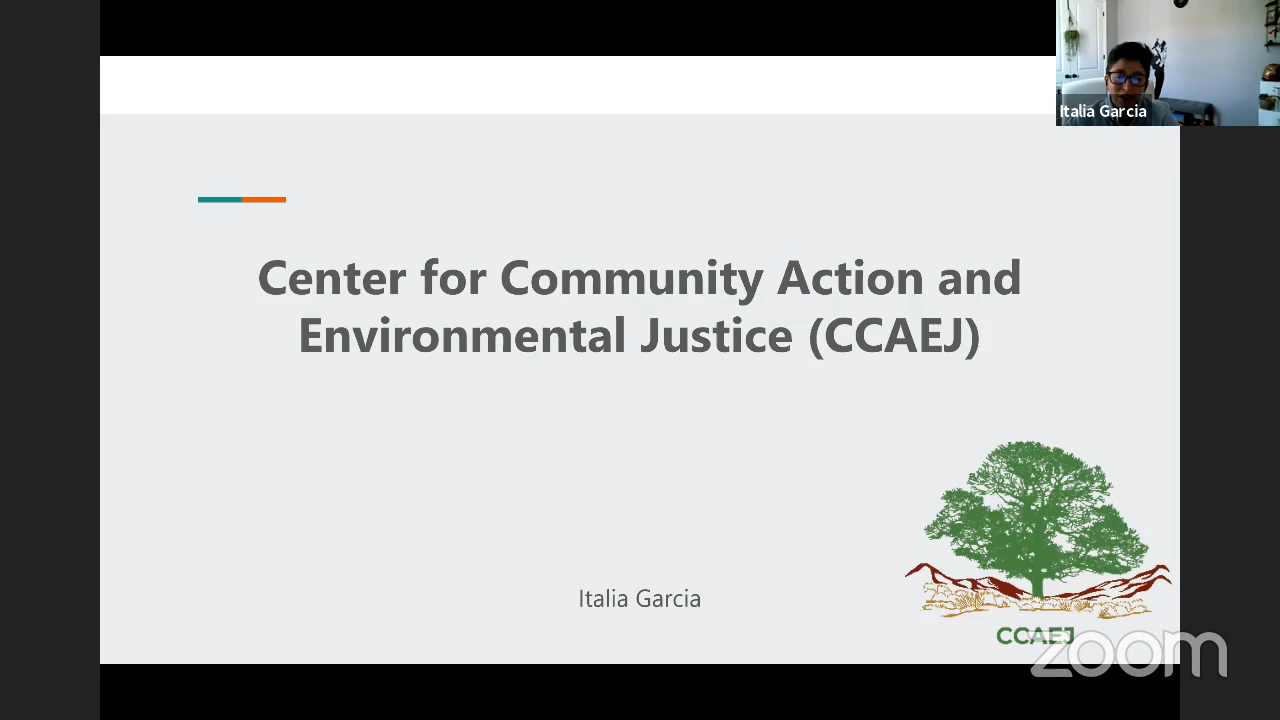 Italia Garcia
Center for Community Action and
Environmental Justice (CCAEJ)
Italia Garcia
CCAEJ
zoom